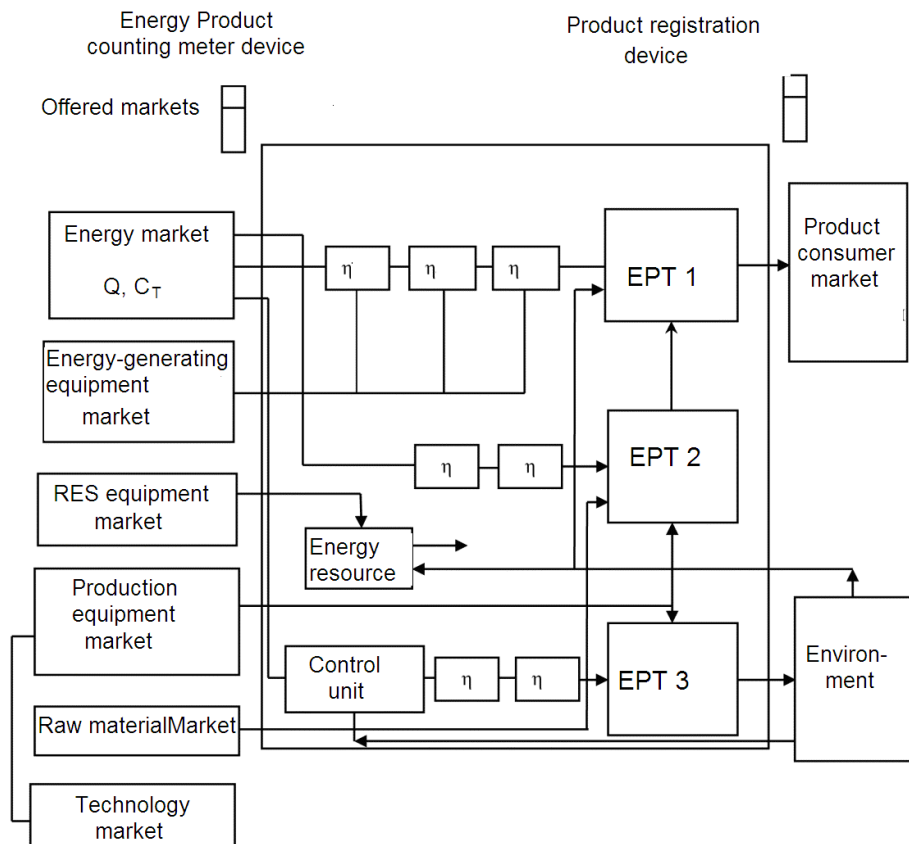 Energy Product
counting meter device
Product registration
device
Offered markets
Energy market
Q, C_T
η
η
η
EPT 1
Product
consumer
market
Energy-generating
equipment
market
η
η
EPT 2
RES equipment
market
Energy
resource
Production
equipment
market
Control
unit
η
η
EPT 3
Environ-
ment
Raw materialMarket
Technology
market